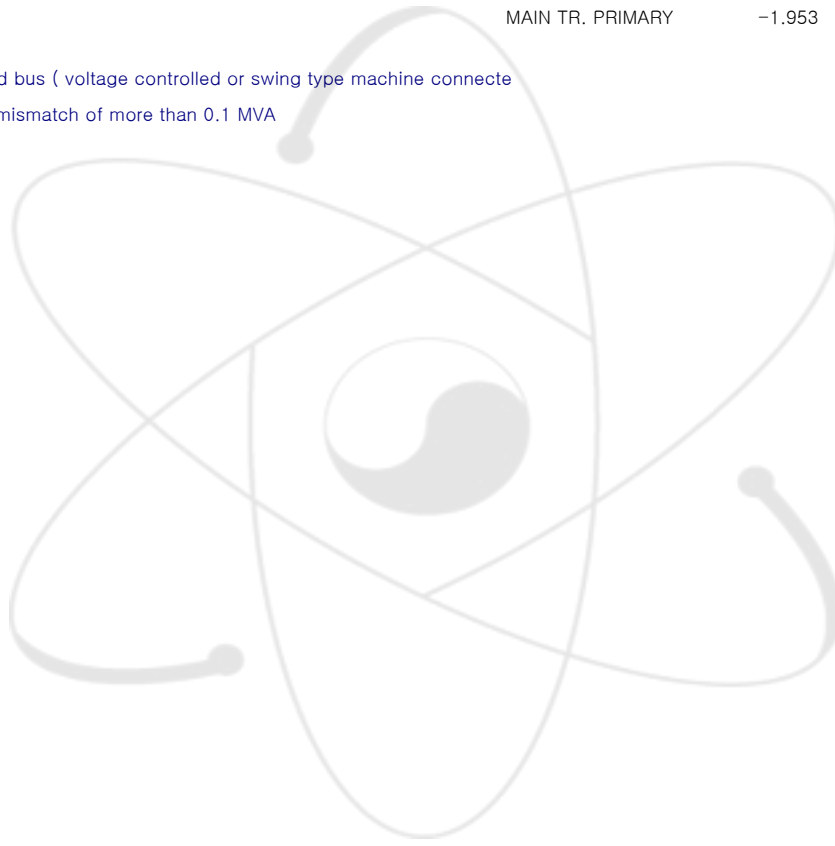 MAIN TR. PRIMARY -1.953
d bus ( voltage controlled or swing type machine connecte
mismatch of more than 0.1 MVA